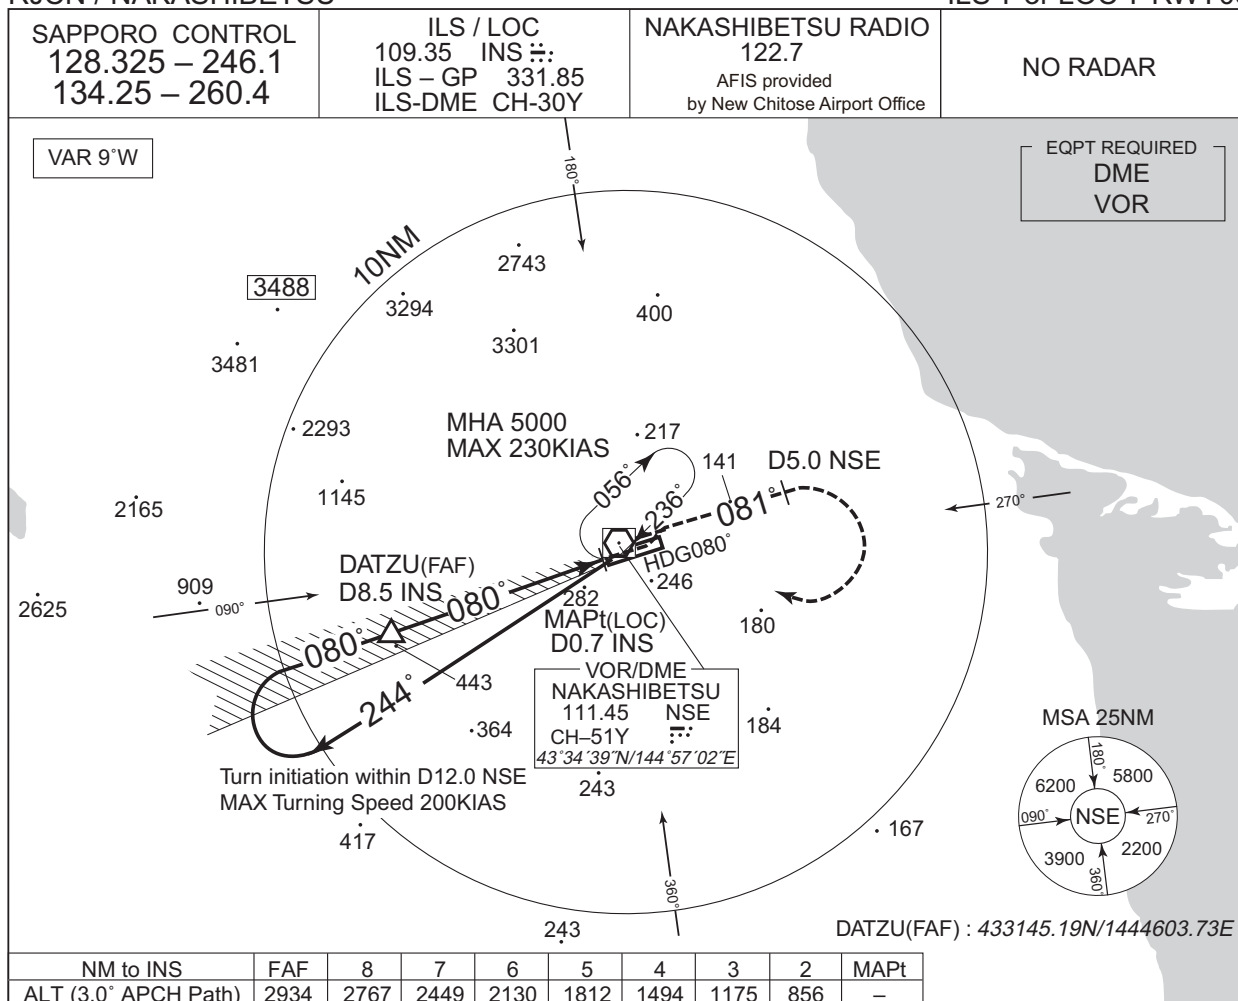 SAPPORO CONTROL
128.325 – 246.1
134.25 – 260.4
ILS / LOC
109.35 INS
ILS – GP 331.85
ILS-DME CH-30Y
NAKASHIBETSU RADIO
122.7
AFIS provided
by New Chitose Airport Office
NO RADAR
VAR 9°W
EQPT REQUIRED
DME
VOR
180°
10NM
2743
3488
3294
400
3301
3481
2293
MHA 5000
MAX 230KIAS
217
141
D5.0 NSE
1145
056°
236°
081°
270°
2165
HDG080°
DATZU(FAF)
D8.5 INS
909
090°
2625
080°
080°
282
246
MAPt(LOC)
D0.7 INS
180
443
244°
364
VOR/DME
NAKASHIBETSU
111.45 NSE
CH–51Y
43°34′39″N/144°57′02″E
184
243
Turn initiation within D12.0 NSE
MAX Turning Speed 200KIAS
417
167
360°
243
MSA 25NM
180°
6200
5800
090°
NSE
270°
3900
2200
360°
DATZU(FAF) : 433145.19N/1444603.73E
NM to INS FAF 8 7 6 5 4 3 2 MAPt
ALT (3.0° APCH Path) 2934 2767 2449 2130 1812 1494 1175 856 –